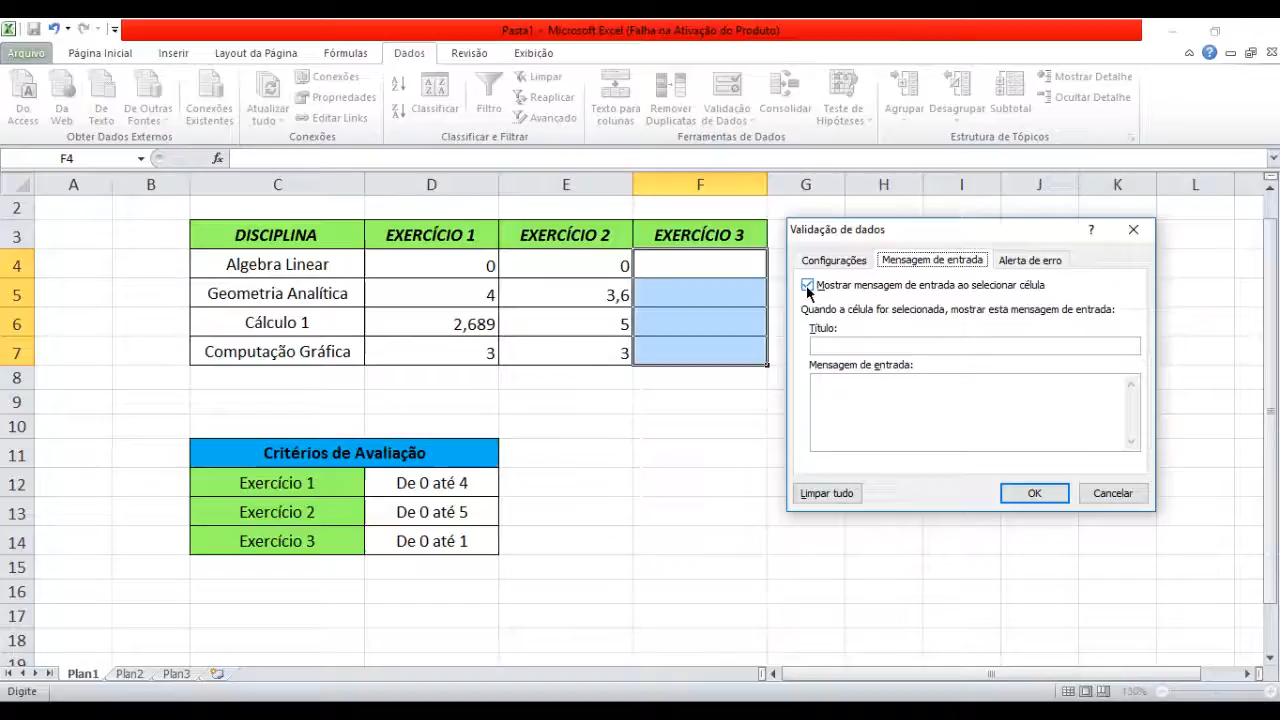 Pasta1 - Microsoft Excel (Falha na Ativação do Produto)
Arquivo Página Inicial Inserir Layout da Página Fórmulas Dados Revisão Exibição
Do Access
Da Web
De Texto
De Outras Fontes
Conexões Existentes
Obter Dados Externos
Atualizar tudo
Conexões
Propriedades
Editar Links
Conexões
Classificar
Filtro
Limpar
Reaplicar
Avançado
Classificar e Filtrar
Texto para colunas
Remover Duplicatas
Validação de Dados
Consolidar
Teste de Hipóteses
Ferramentas de Dados
Agrupar
Desagrupar
Subtotal
Mostrar Detalhe
Ocultar Detalhe
Estrutura de Tópicos
F4 fx
A B C D E F G H I J K L
2
3 DISCIPLINA EXERCÍCIO 1 EXERCÍCIO 2 EXERCÍCIO 3
4 Algebra Linear 0 0
5 Geometria Analítica 4 3,6
6 Cálculo 1 2,689 5
7 Computação Gráfica 3 3
8
9
10
11 Critérios de Avaliação
12 Exercício 1 De 0 até 4
13 Exercício 2 De 0 até 5
14 Exercício 3 De 0 até 1
15
16
17
18
19
Validação de dados ?
Configurações Mensagem de entrada Alerta de erro
Mostrar mensagem de entrada ao selecionar célula
Quando a célula for selecionada, mostrar esta mensagem de entrada:
Título:
Mensagem de entrada:
Limpar tudo OK Cancelar
Plan1 Plan2 Plan3
Digite 130%